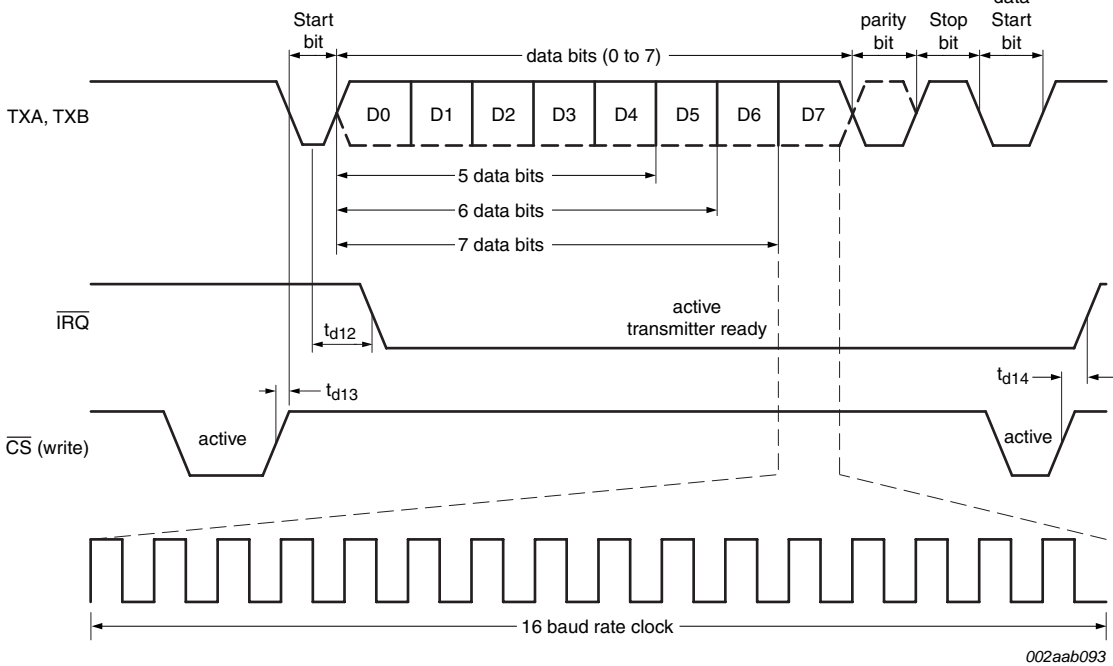 data
Start
bit
parity
bit
Stop
bit
Start
bit
data bits (0 to 7)
TXA, TXB
D0 D1 D2 D3 D4 D5 D6 D7
5 data bits
6 data bits
7 data bits
IRQ
active
transmitter ready
td12
td13
td14
CS (write)
active
active
16 baud rate clock
002aab093